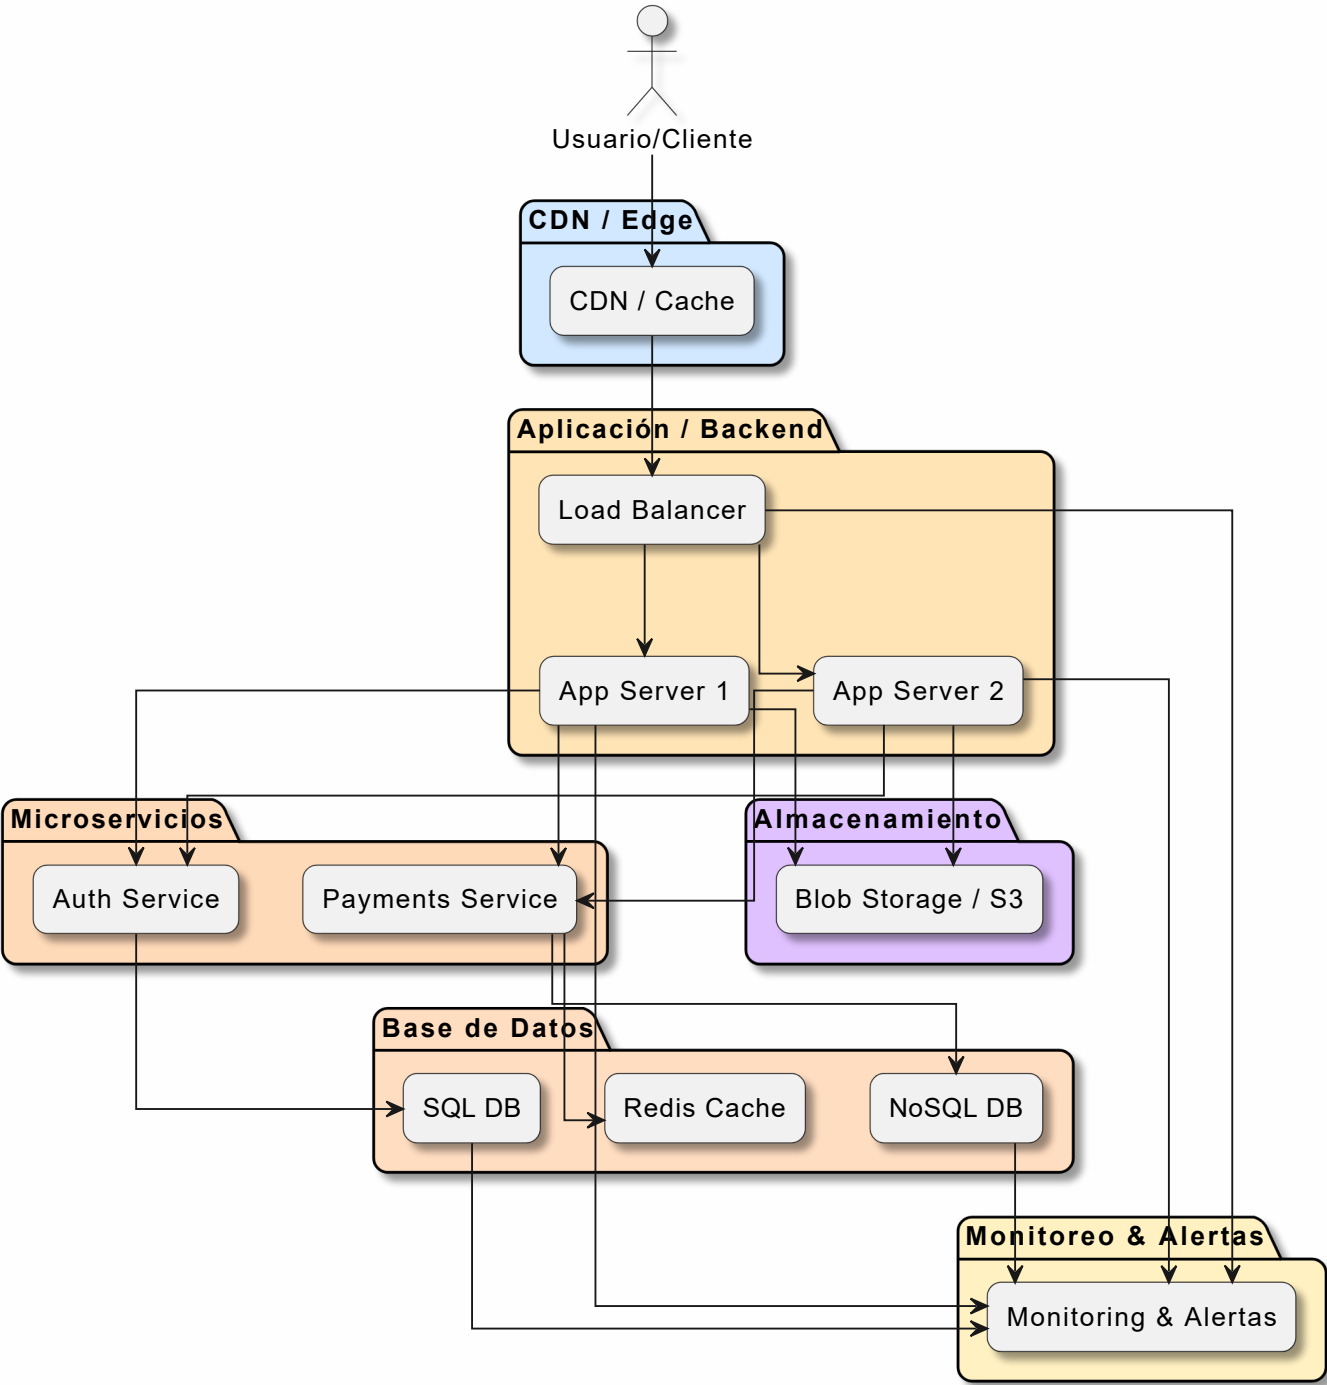 Usuario/Cliente
CDN / Edge
CDN / Cache
Aplicación / Backend
Load Balancer
App Server 1
App Server 2
Microservicios
Almacenamiento
Auth Service
Payments Service
Blob Storage / S3
Base de Datos
SQL DB
Redis Cache
NoSQL DB
Monitoreo & Alertas
Monitoring & Alertas